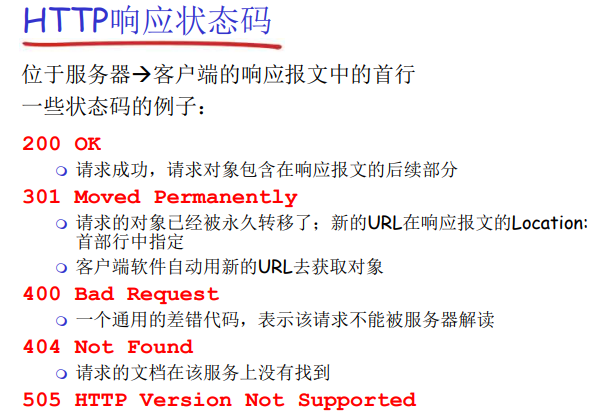 HTTP响应状态码
位于服务器→客户端的响应报文中的首行
一些状态码的例子：
200 OK
请求成功，请求对象包含在响应报文的后续部分
301 Moved Permanently
请求的对象已经被永久转移了；新的URL在响应报文的Location:
首部行中指定
客户端软件自动用新的URL去获取对象
400 Bad Request
一个通用的差错代码，表示该请求不能被服务器解读
404 Not Found
请求的文档在该服务上没有找到
505 HTTP Version Not Supported